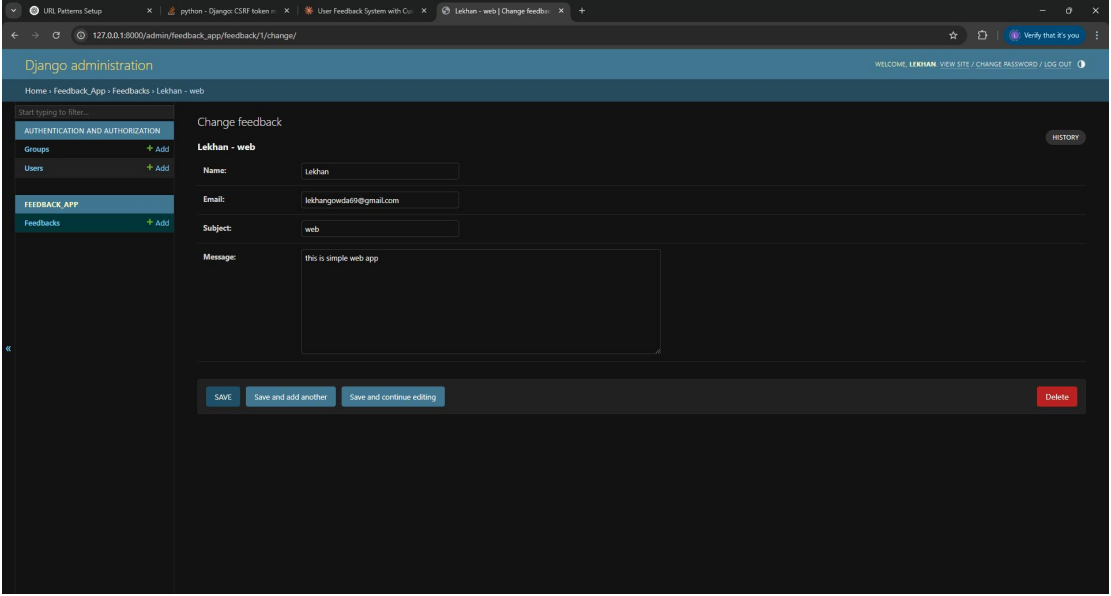 URL Patterns Setup
python - Django: CSRF token m
User Feedback System with Cu
Lekhan - web | Change feedba
127.0.0.1:8000/admin/feedback_app/feedback/1/change/
Verify that it's you
Django administration
WELCOME, LEKHAN. VIEW SITE / CHANGE PASSWORD / LOG OUT
Home › Feedback_App › Feedbacks › Lekhan - web
Start typing to filter...
AUTHENTICATION AND AUTHORIZATION
Groups + Add
Users + Add
FEEDBACK_APP
Feedbacks + Add
«
Change feedback
HISTORY
Lekhan - web
Name: Lekhan
Email: lekhangowda69@gmail.com
Subject: web
Message: this is simple web app
SAVE Save and add another Save and continue editing Delete